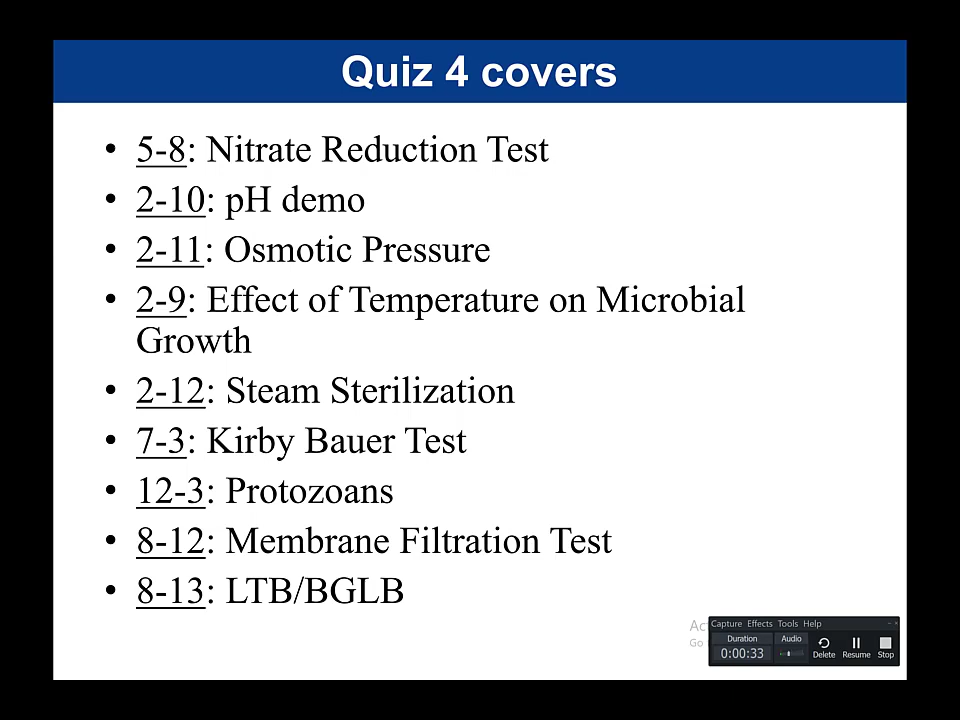 Quiz 4 covers
• 5-8: Nitrate Reduction Test
• 2-10: pH demo
• 2-11: Osmotic Pressure
• 2-9: Effect of Temperature on Microbial
Growth
• 2-12: Steam Sterilization
• 7-3: Kirby Bauer Test
• 12-3: Protozoans
• 8-12: Membrane Filtration Test
• 8-13: LTB/BGLB
Go
Capture Effects Tools Help
Duration Audio
0:00:33
Delete Resume Stop